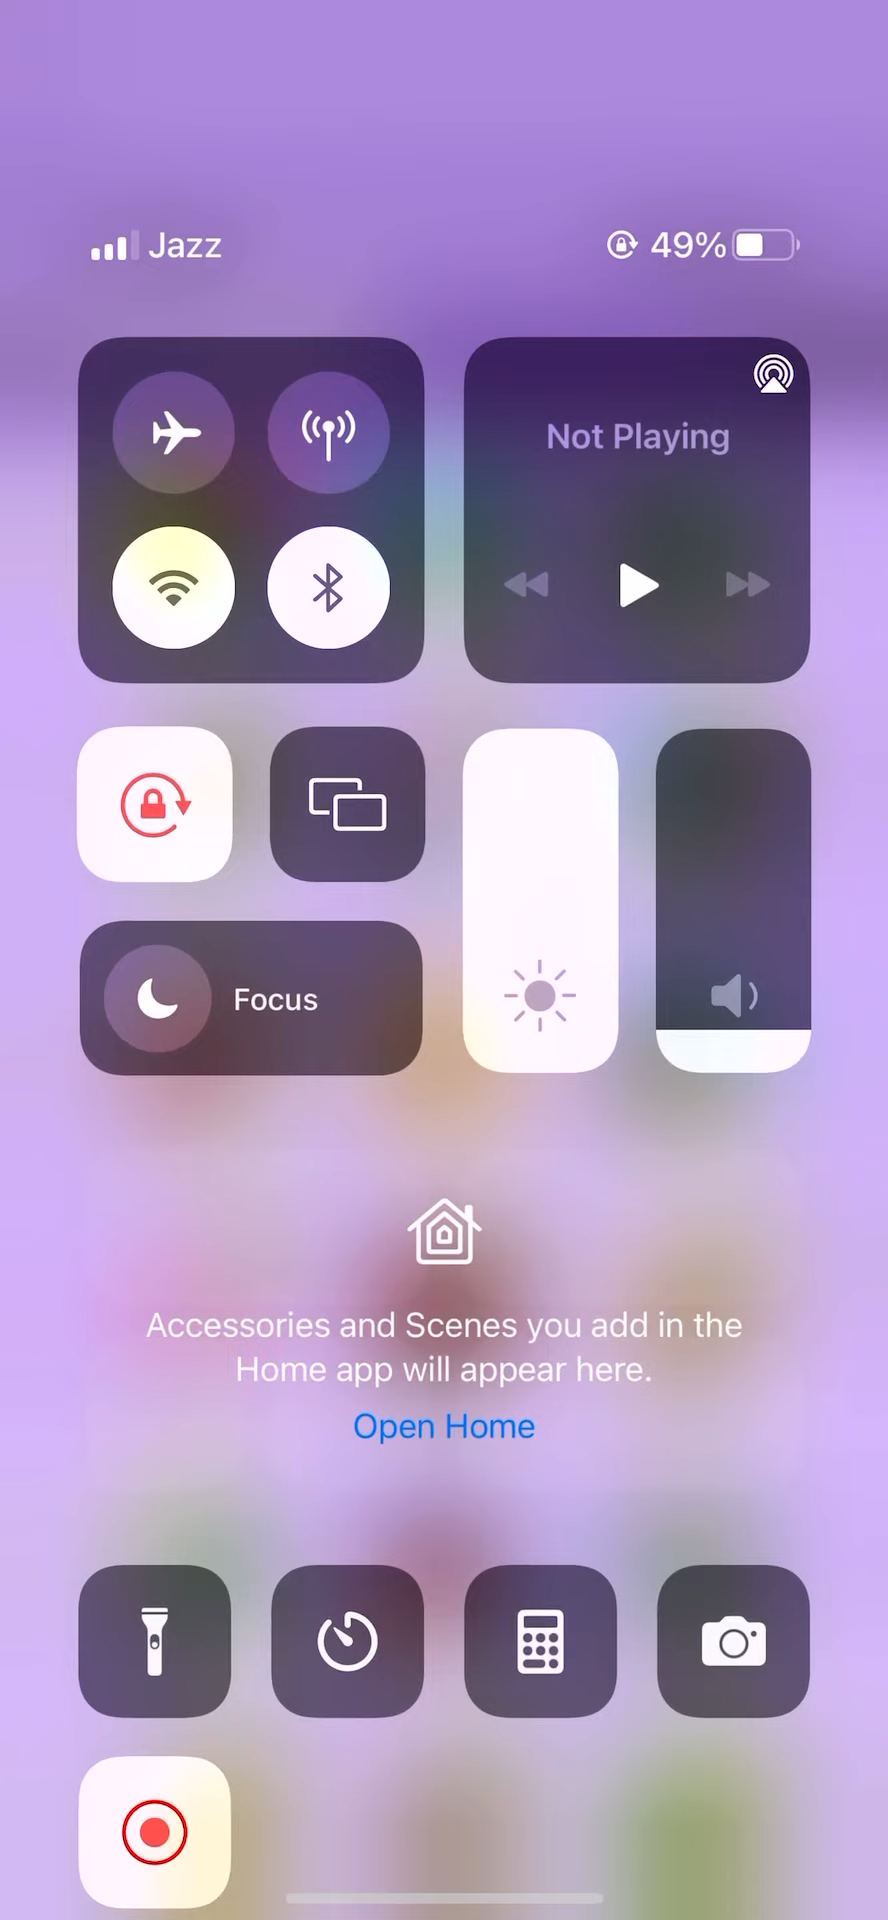 Jazz 49%
Not Playing
Focus
Accessories and Scenes you add in the
Home app will appear here.
Open Home